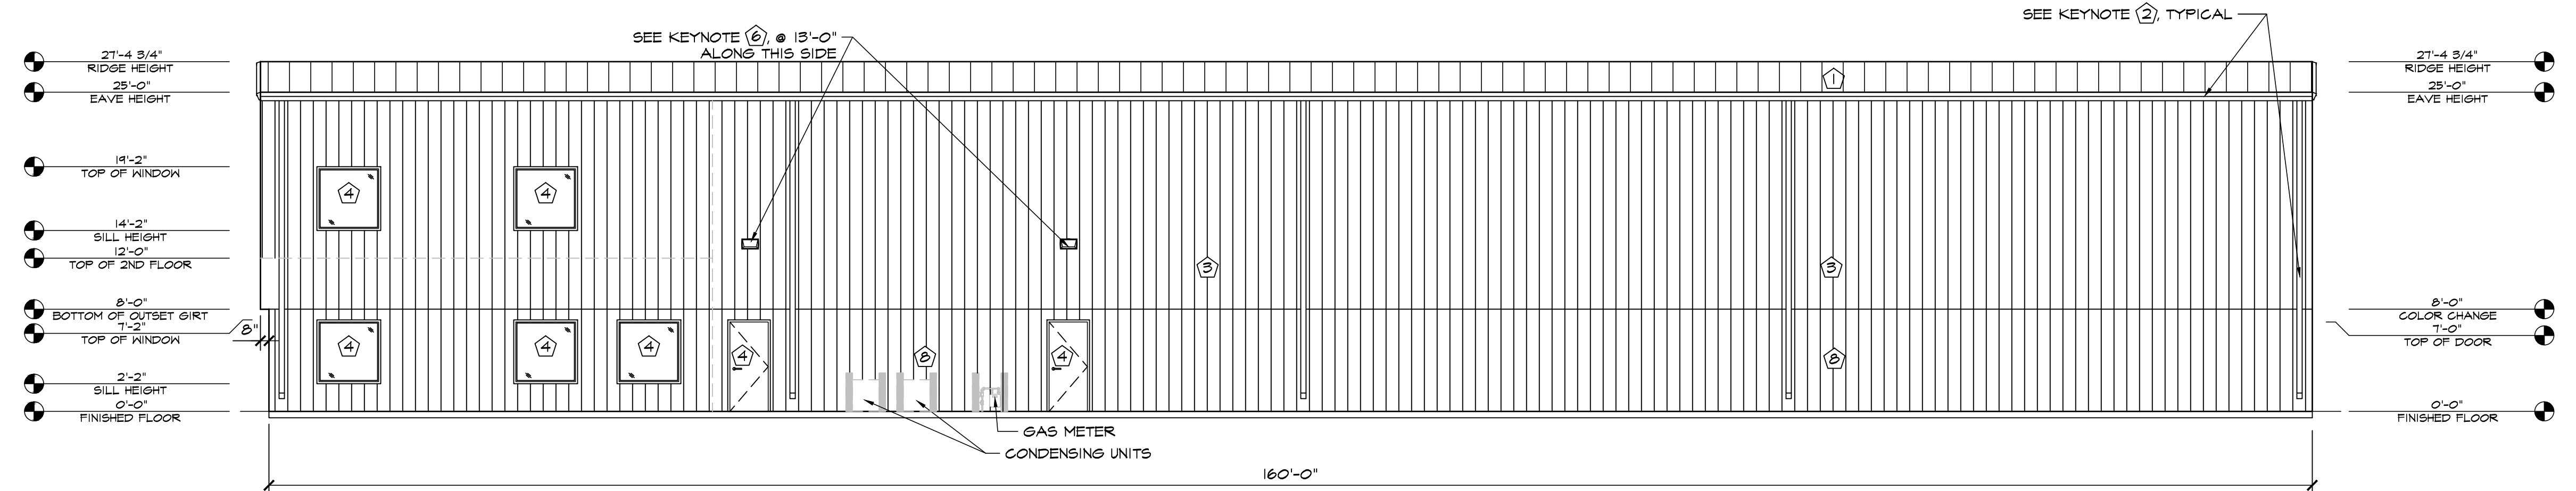 SEE KEYNOTE 2, TYPICAL
SEE KEYNOTE 6, @ 13'-0"
ALONG THIS SIDE
27'-4 3/4"
RIDGE HEIGHT
25'-0"
EAVE HEIGHT
19'-2"
TOP OF WINDOW
14'-2"
SILL HEIGHT
12'-0"
TOP OF 2ND FLOOR
8'-0"
BOTTOM OF OUTSET GIRT
7'-2"
TOP OF WINDOW
8"
2'-2"
SILL HEIGHT
0'-0"
FINISHED FLOOR
1
4
4
3
3
4
4
4
4
8
4
8
GAS METER
CONDENSING UNITS
160'-0"
27'-4 3/4"
RIDGE HEIGHT
25'-0"
EAVE HEIGHT
8'-0"
COLOR CHANGE
7'-0"
TOP OF DOOR
0'-0"
FINISHED FLOOR